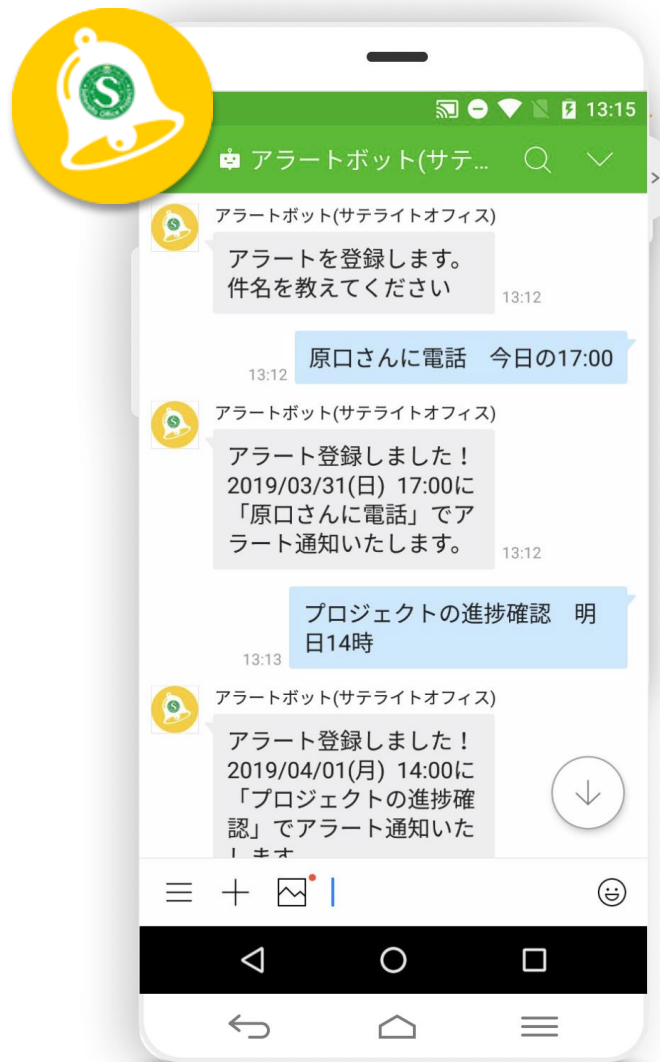 S
13:15
アラートボット(サテ...
アラートボット(サテライトオフィス)
アラートを登録します。
件名を教えてください
13:12
原口さんに電話　今日の17:00
13:12
アラートボット(サテライトオフィス)
アラート登録しました！
2019/03/31(日) 17:00に
「原口さんに電話」でア
ラート通知いたします。
13:12
プロジェクトの進捗確認　明
日14時
13:13
アラートボット(サテライトオフィス)
アラート登録しました！
2019/04/01(月) 14:00に
「プロジェクトの進捗確
認」でアラート通知いた
します